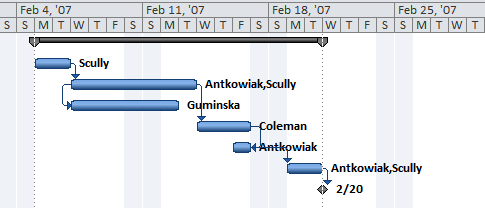 Feb 4, '07 Feb 11, '07 Feb 18, '07 Feb 25, '07
S S M T W T F S S M T W T F S S M T W T F S S M T W T
Scully
Antkowiak,Scully
Guminska
Coleman
Antkowiak
Antkowiak,Scully
2/20